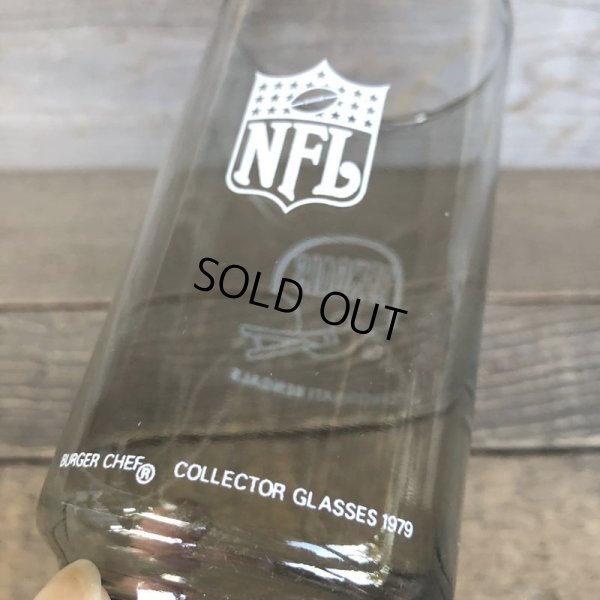 NFL
SOLD OUT
BURGER CHEF® COLLECTOR GLASSES 1979